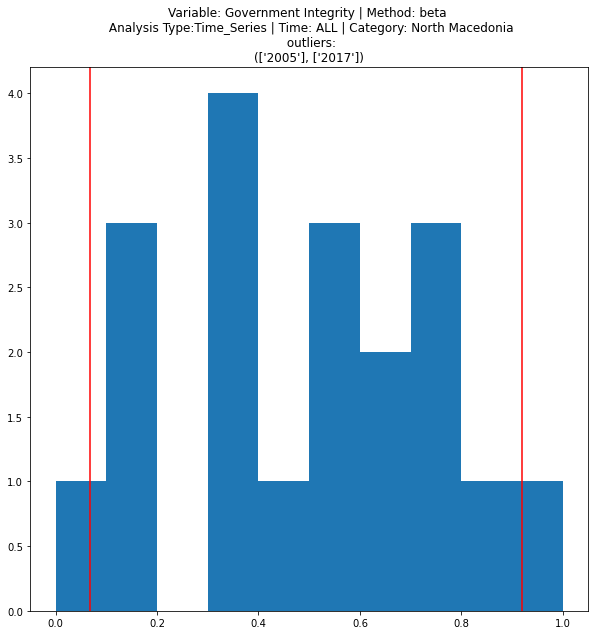 Variable: Government Integrity | Method: beta
Analysis Type:Time_Series | Time: ALL | Category: North Macedonia
outliers:
(['2005'], ['2017'])
4.0
3.5
3.0
2.5
2.0
1.5
1.0
0.5
0.0
0.0 0.2 0.4 0.6 0.8 1.0